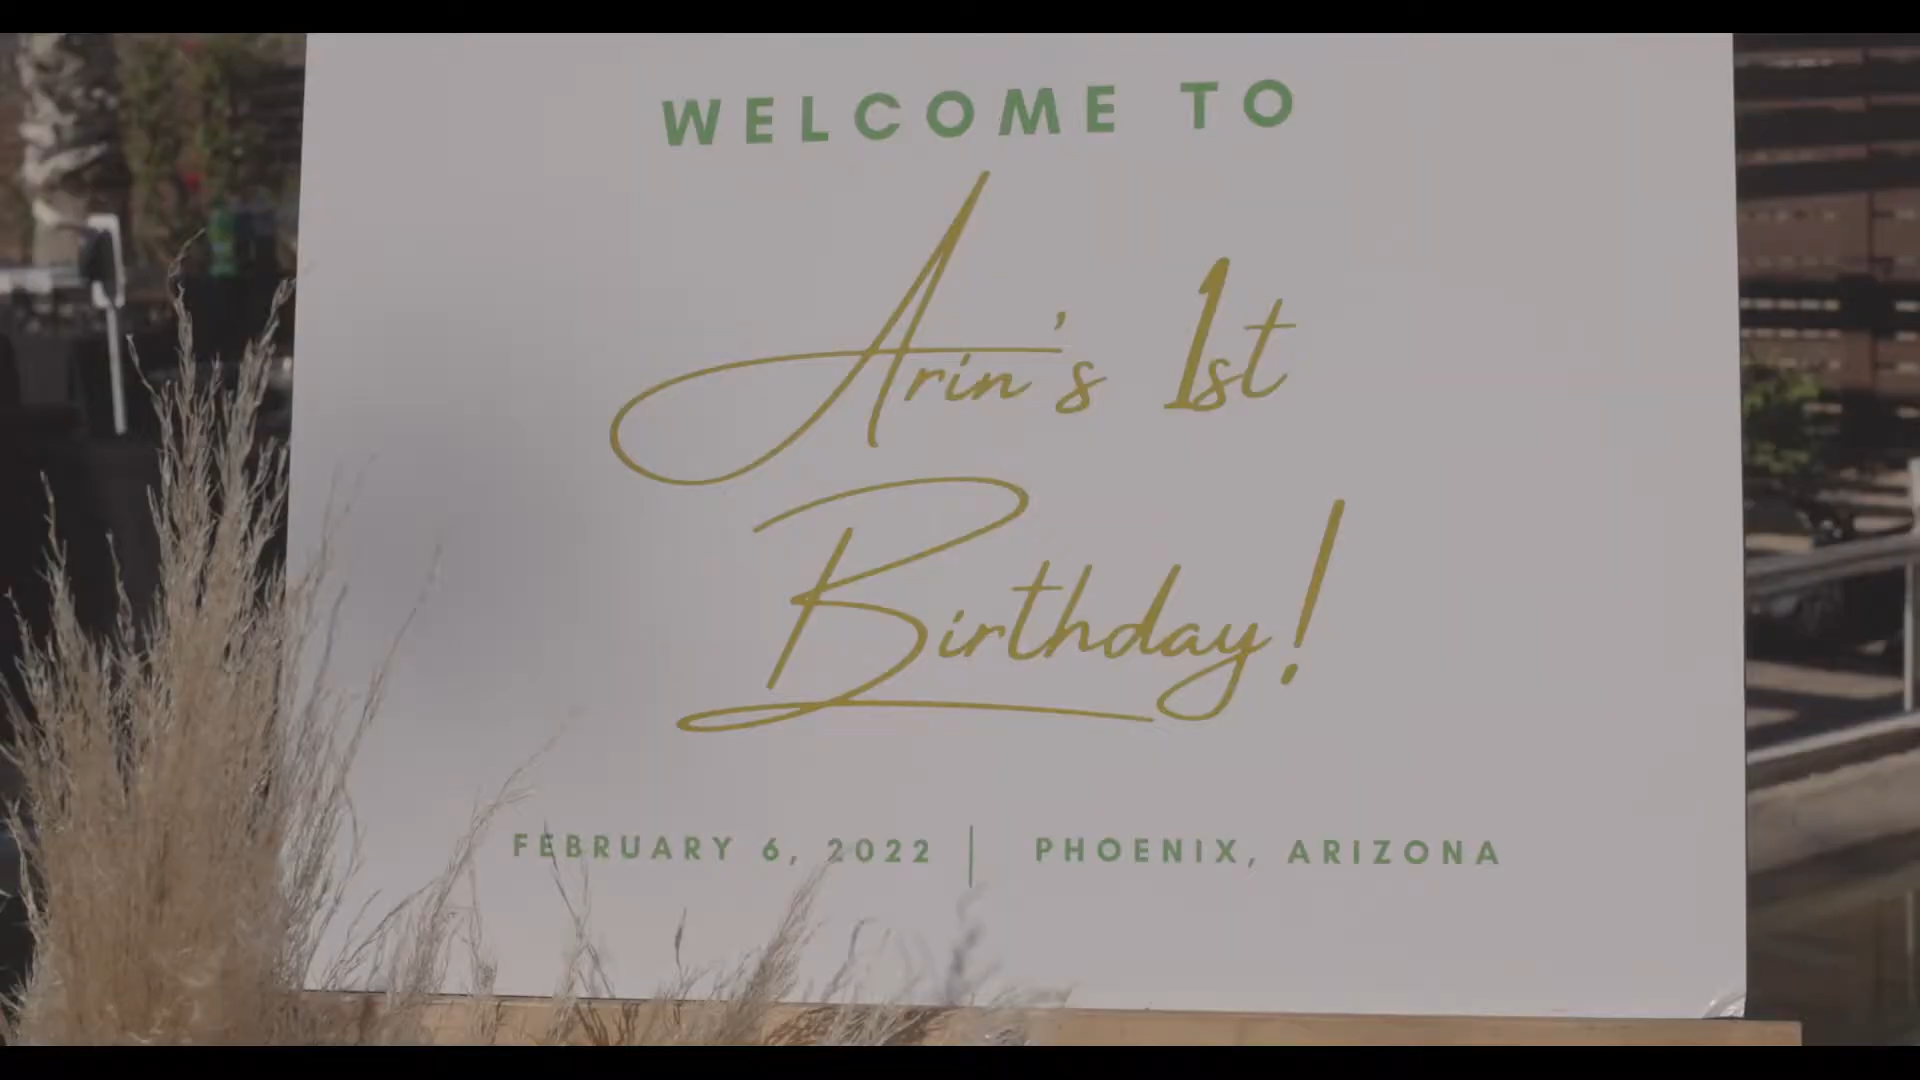 WELCOME TO
Arin's 1st
Birthday!
FEBRUARY 6, 2022 | PHOENIX, ARIZONA